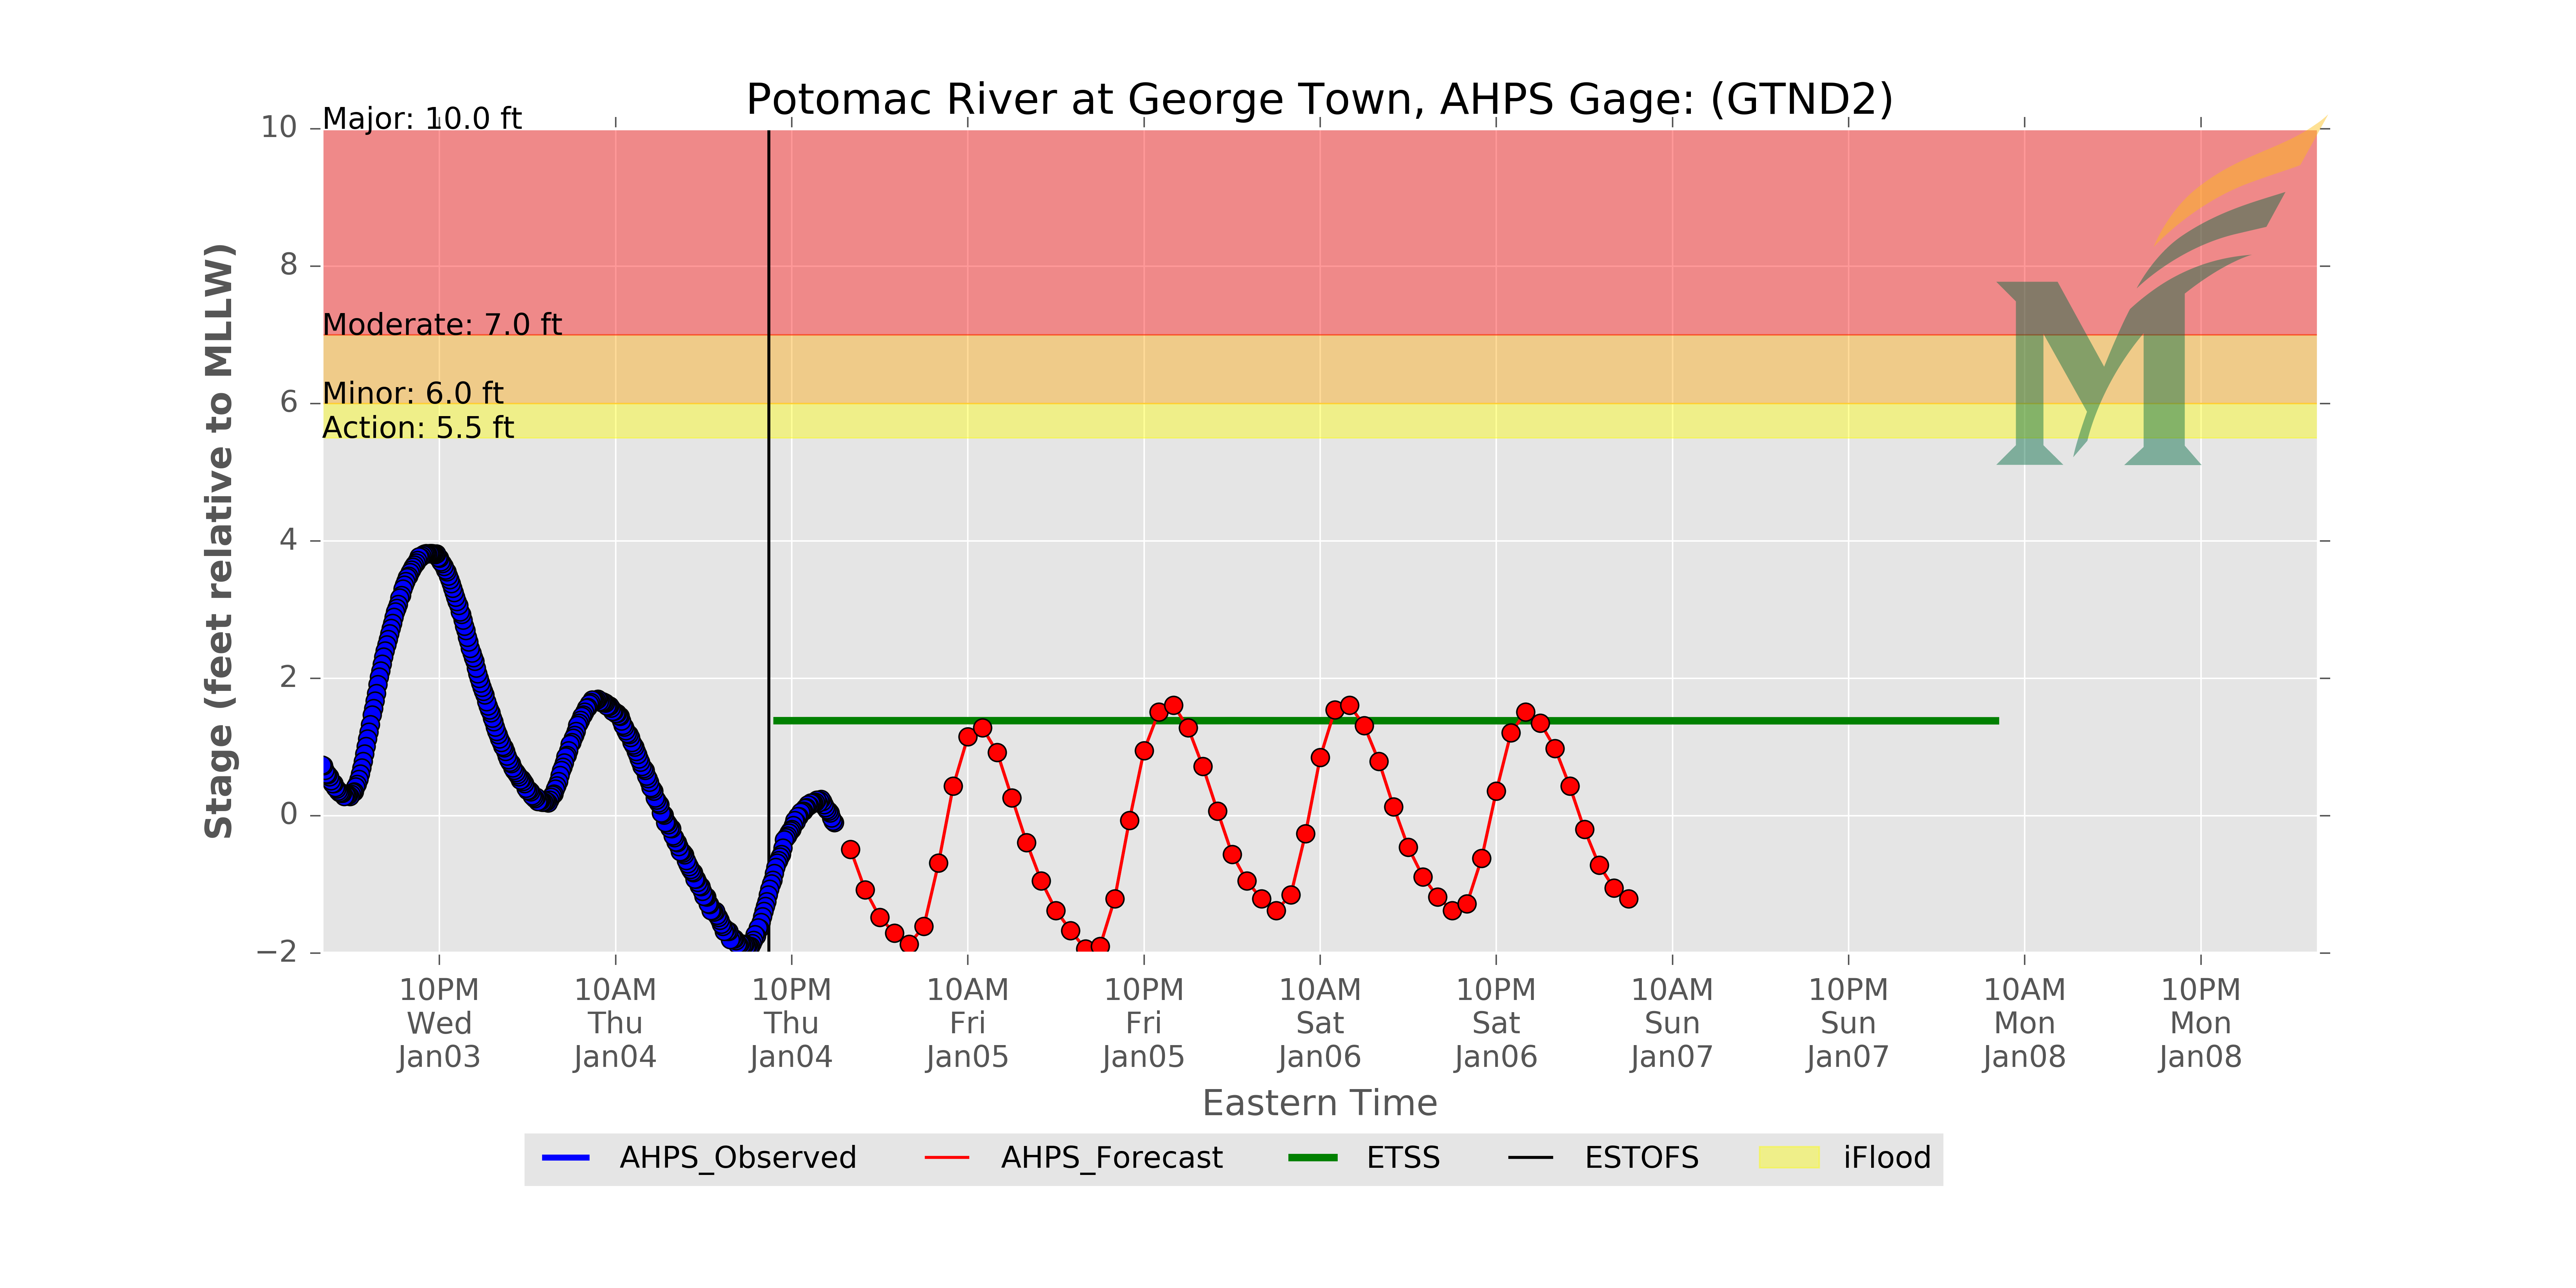 Potomac River at George Town, AHPS Gage: (GTND2)
Major: 10.0 ft
Moderate: 7.0 ft
Minor: 6.0 ft
Action: 5.5 ft
10
8
6
4
2
0
−2
Stage (feet relative to MLLW)
10PM 10AM 10PM 10AM 10PM 10AM 10PM 10AM 10PM 10AM 10PM
Wed Thu Thu Fri Fri Sat Sat Sun Sun Mon Mon
Jan03 Jan04 Jan04 Jan05 Jan05 Jan06 Jan06 Jan07 Jan07 Jan08 Jan08
Eastern Time
AHPS_Observed AHPS_Forecast ETSS ESTOFS iFlood
M